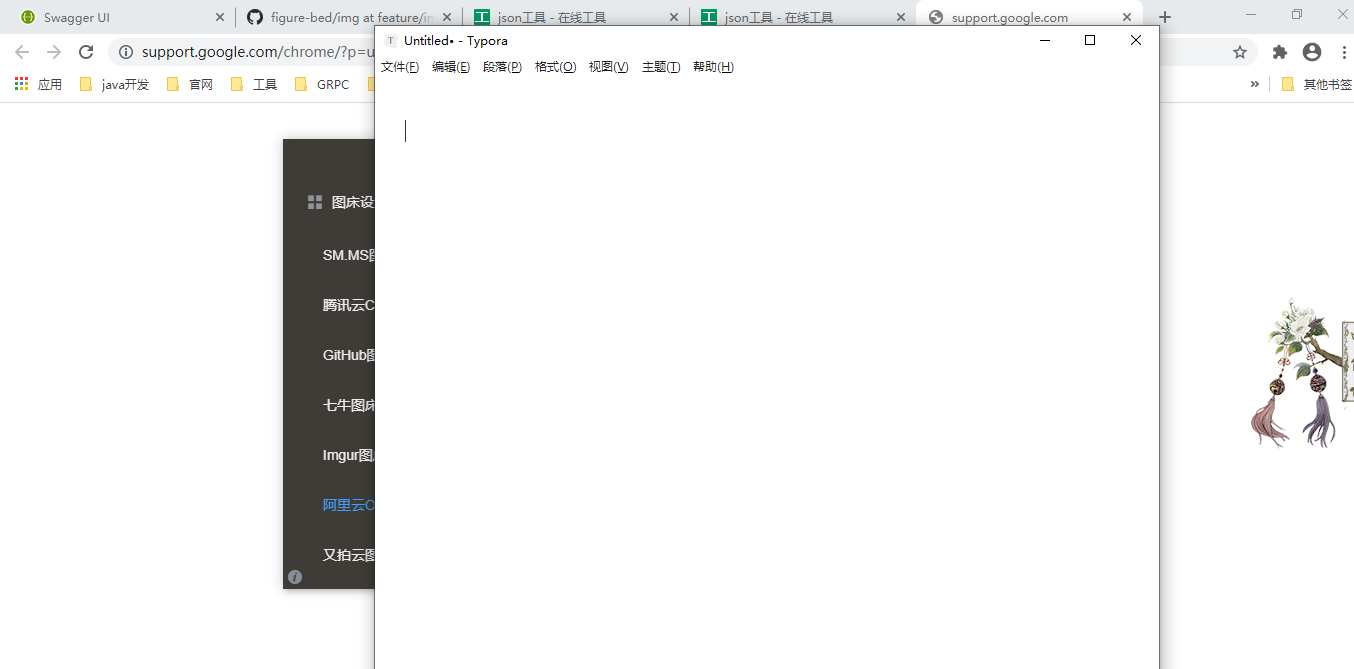 Swagger UI
figure-bed/img at feature/in
json工具 - 在线工具
json工具 - 在线工具
support.google.com
support.google.com/chrome/?p=u
应用
java开发
官网
工具
GRPC
其他书签
Untitled• - Typora
文件(F) 编辑(E) 段落(P) 格式(O) 视图(V) 主题(T) 帮助(H)
图床设
SM.MS图
腾讯云C
GitHub图
七牛图床
Imgur图
阿里云C
又拍云图